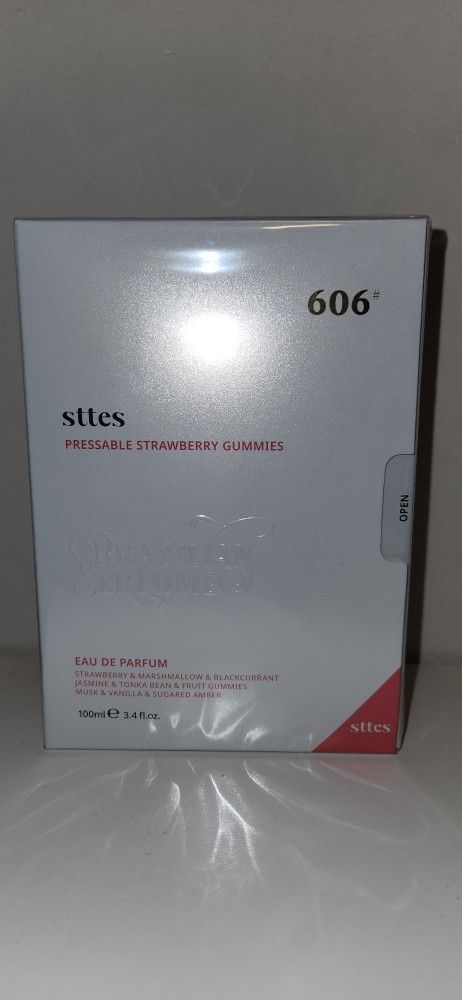 606#
sttes
PRESSABLE STRAWBERRY GUMMIES
OPEN
EAU DE PARFUM
STRAWBERRY & MARSHMALLOW & BLACKCURRANT
JASMINE & TONKA BEAN & FRUIT GUMMIES
MUSK & VANILLA & SUGARED AMBER
100ml ℮ 3.4 fl.oz.
sttes